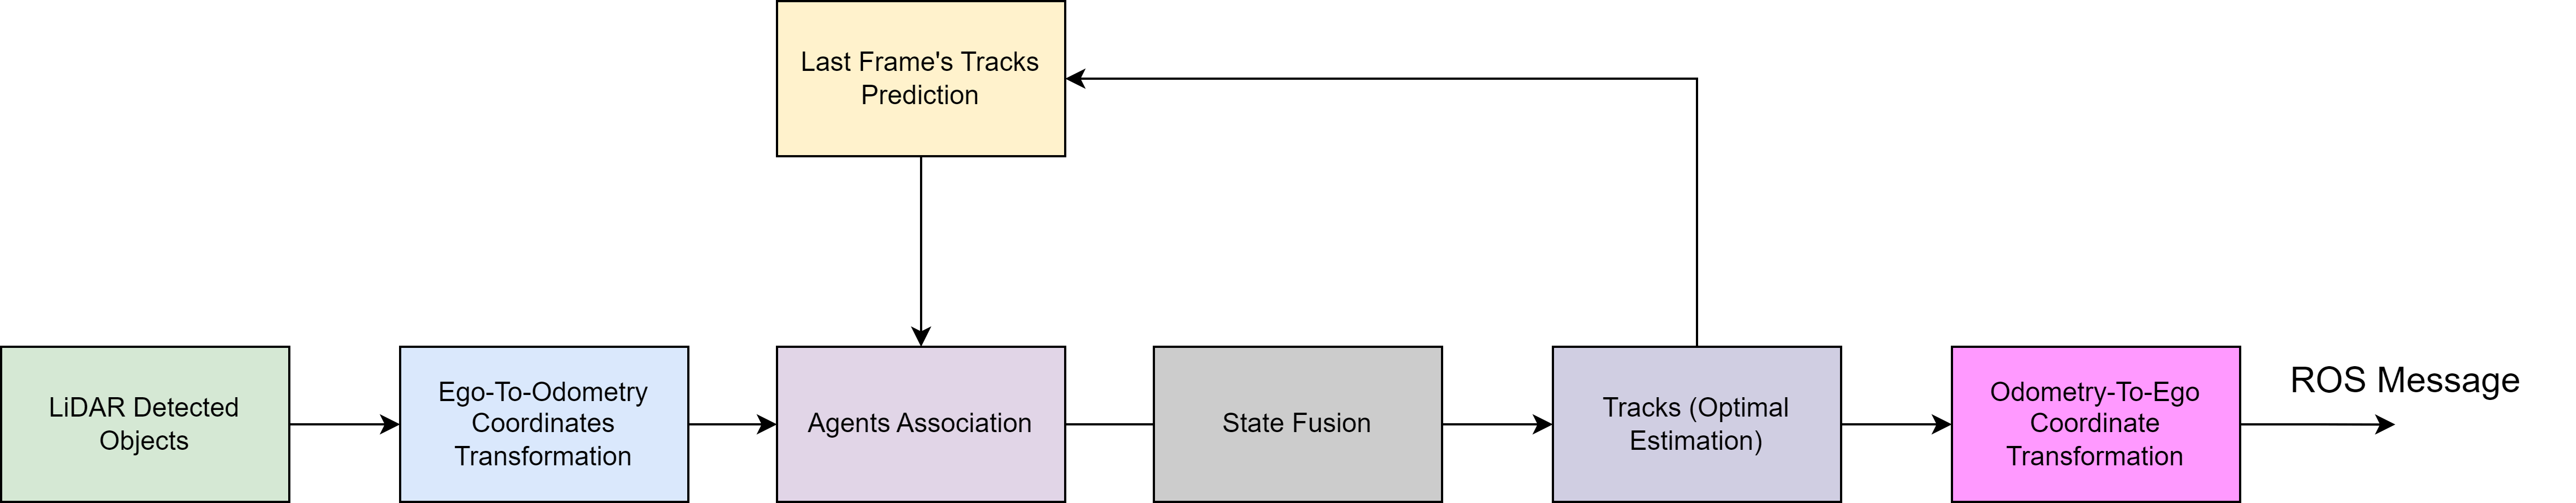 Last Frame's Tracks
Prediction
LiDAR Detected
Objects
Ego-To-Odometry
Coordinates
Transformation
Agents Association
State Fusion
Tracks (Optimal
Estimation)
Odometry-To-Ego
Coordinate
Transformation
ROS Message